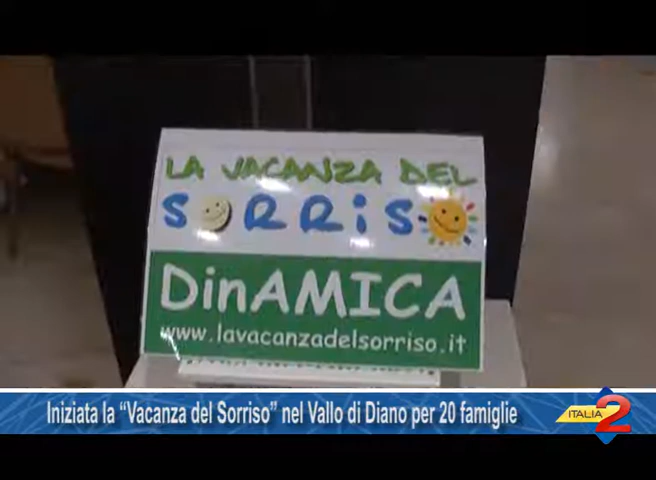 LA VACANZA DEL
SORRISO
DinAMICA
www.lavacanzadelsorriso.it
Iniziata la “Vacanza del Sorriso” nel Vallo di Diano per 20 famiglie
ITALIA 2